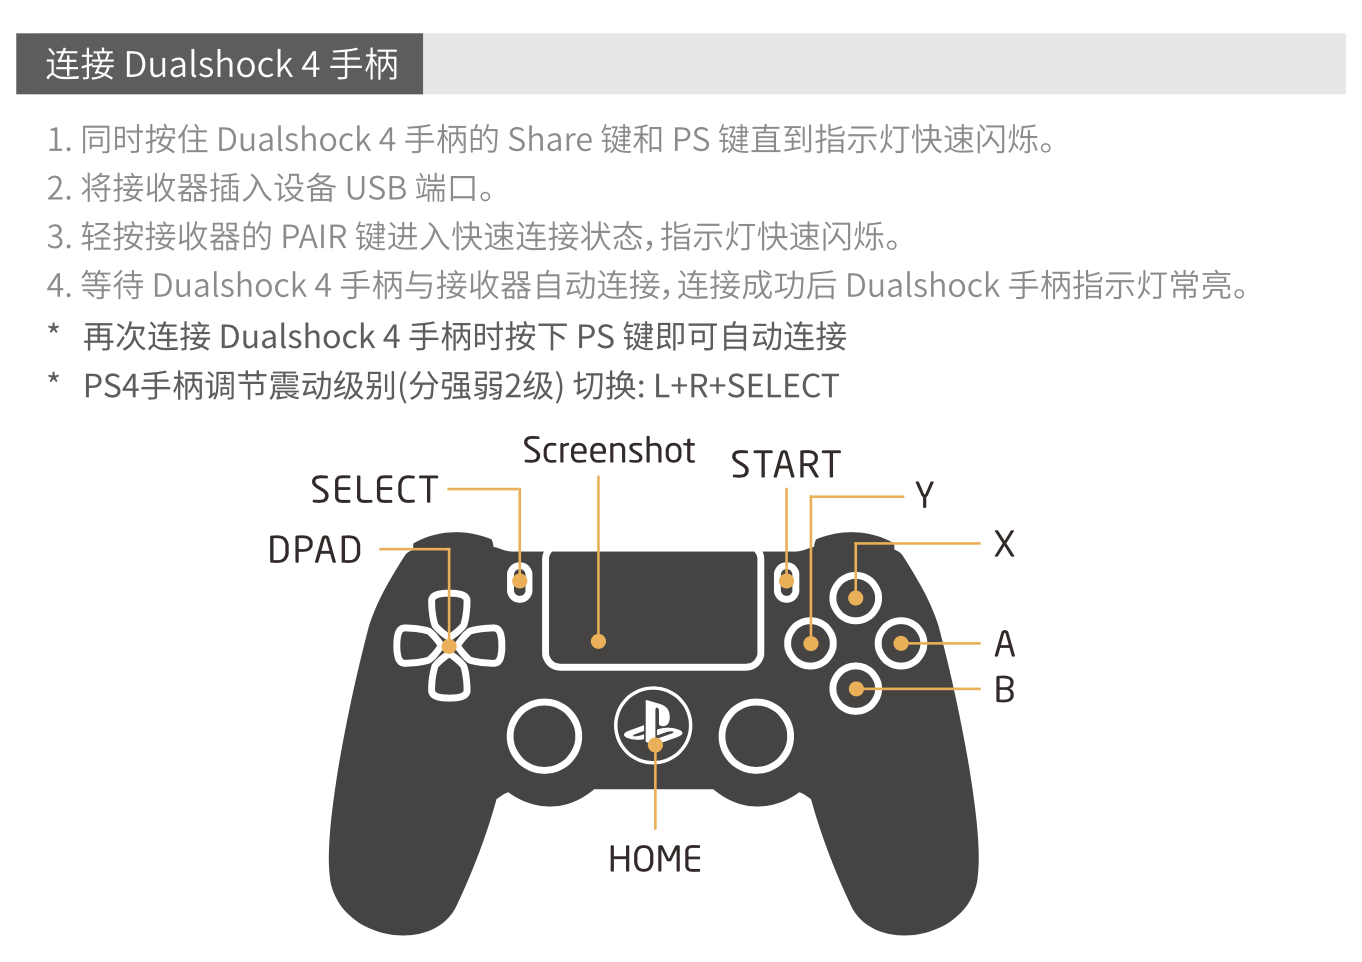 连接 Dualshock 4 手柄
1. 同时按住 Dualshock 4 手柄的 Share 键和 PS 键直到指示灯快速闪烁。
2. 将接收器插入设备 USB 端口。
3. 轻按接收器的 PAIR 键进入快速连接状态，指示灯快速闪烁。
4. 等待 Dualshock 4 手柄与接收器自动连接，连接成功后 Dualshock 手柄指示灯常亮。
* 再次连接 Dualshock 4 手柄时按下 PS 键即可自动连接
* PS4手柄调节震动级别(分强弱2级) 切换: L+R+SELECT
Screenshot
START
SELECT
Y
DPAD
X
A
B
HOME